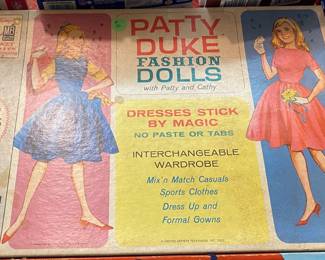 MB
PATTY
DUKE
FASHION
DOLLS
with Patty and Cathy
DRESSES STICK
BY MAGIC
NO PASTE OR TABS
INTERCHANGEABLE
WARDROBE
Mix'n Match Casuals
Sports Clothes
Dress Up and
Formal Gowns